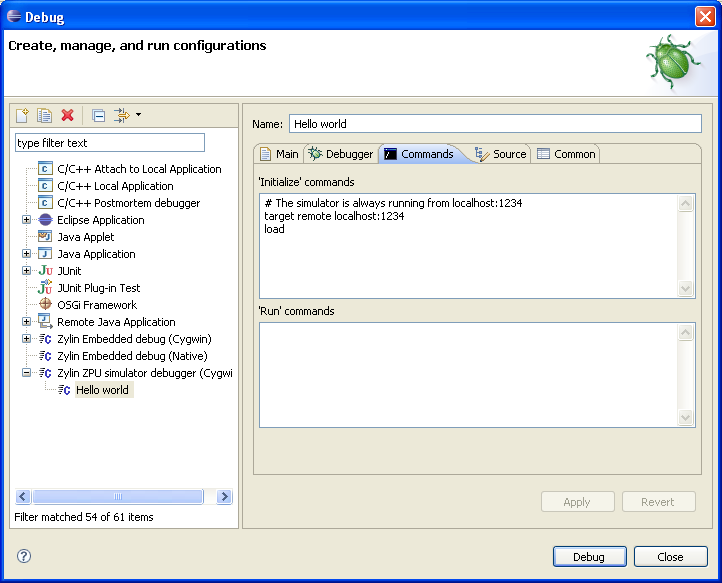 Debug
Create, manage, and run configurations
type filter text
C/C++ Attach to Local Application
C/C++ Local Application
C/C++ Postmortem debugger
Eclipse Application
Java Applet
Java Application
JUnit
JUnit Plug-in Test
OSGi Framework
Remote Java Application
Zylin Embedded debug (Cygwin)
Zylin Embedded debug (Native)
Zylin ZPU simulator debugger (Cygwi
Hello world
Filter matched 54 of 61 items
Name: Hello world
Main Debugger Commands Source Common
'Initialize' commands
# The simulator is always running from localhost:1234
target remote localhost:1234
load
'Run' commands
Apply Revert
Debug Close